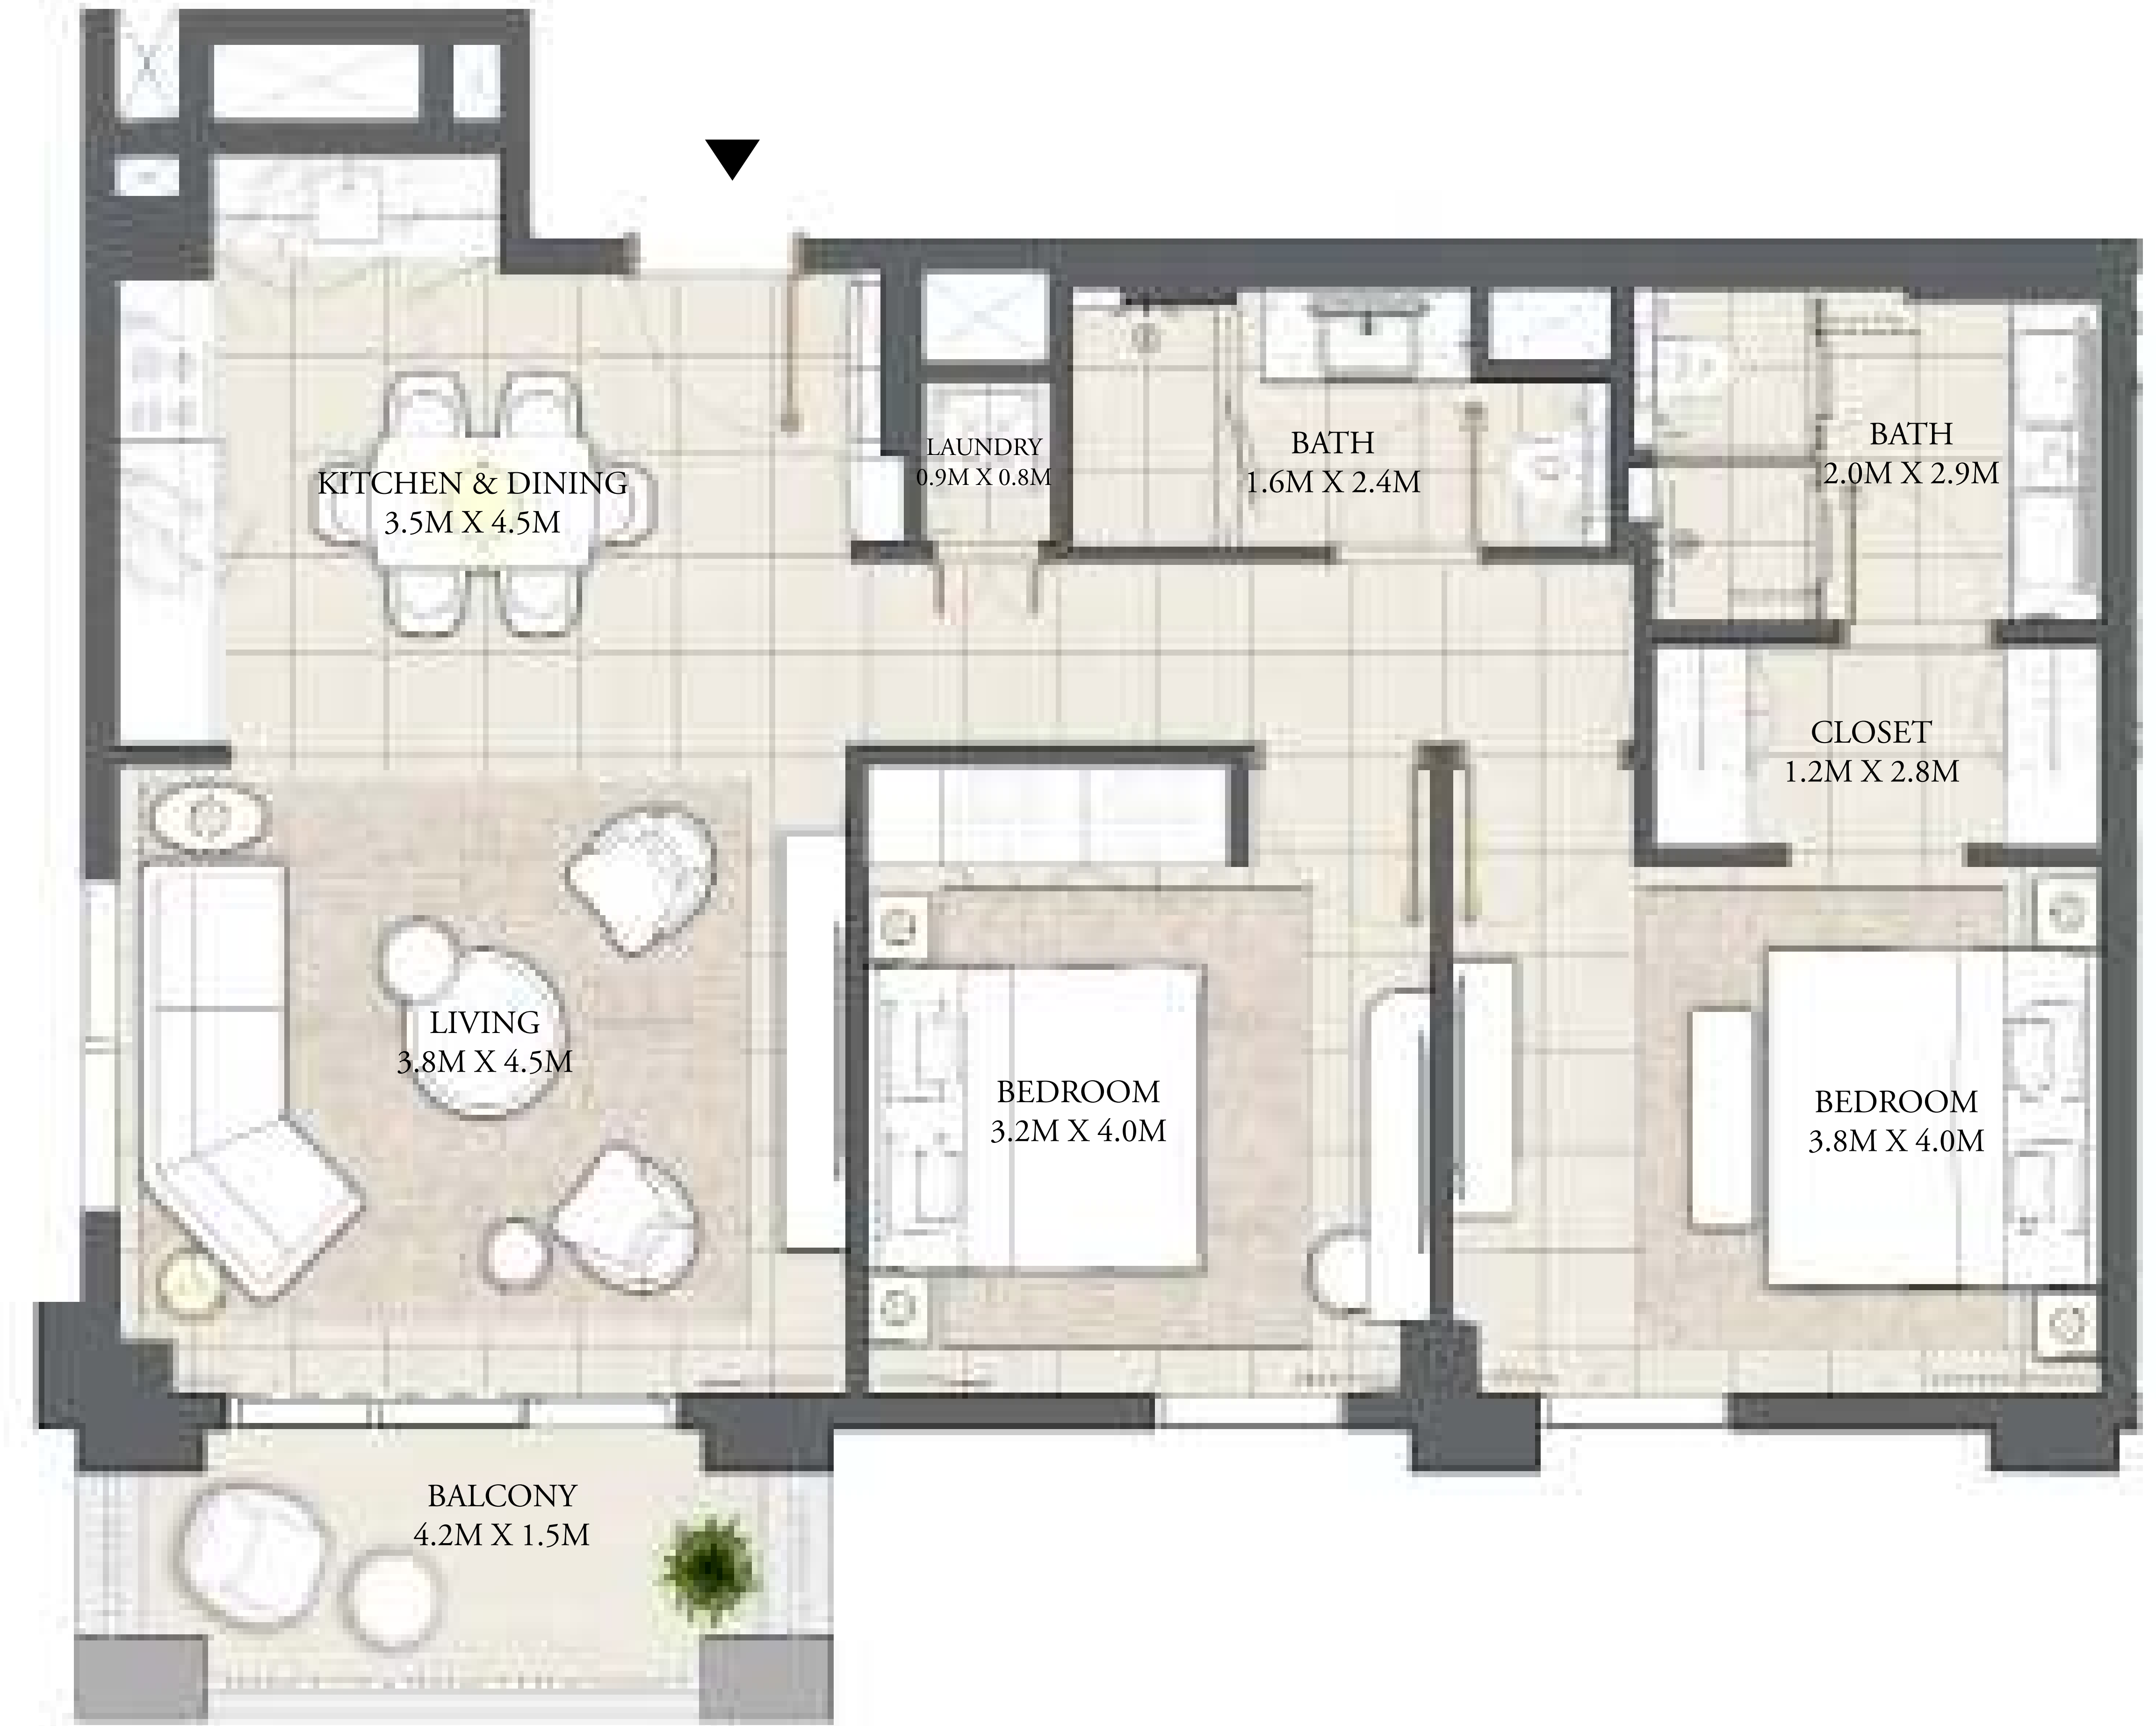 KITCHEN & DINING
3.5M X 4.5M
LAUNDRY
0.9M X 0.8M
BATH
1.6M X 2.4M
BATH
2.0M X 2.9M
CLOSET
1.2M X 2.8M
LIVING
3.8M X 4.5M
BEDROOM
3.2M X 4.0M
BEDROOM
3.8M X 4.0M
BALCONY
4.2M X 1.5M